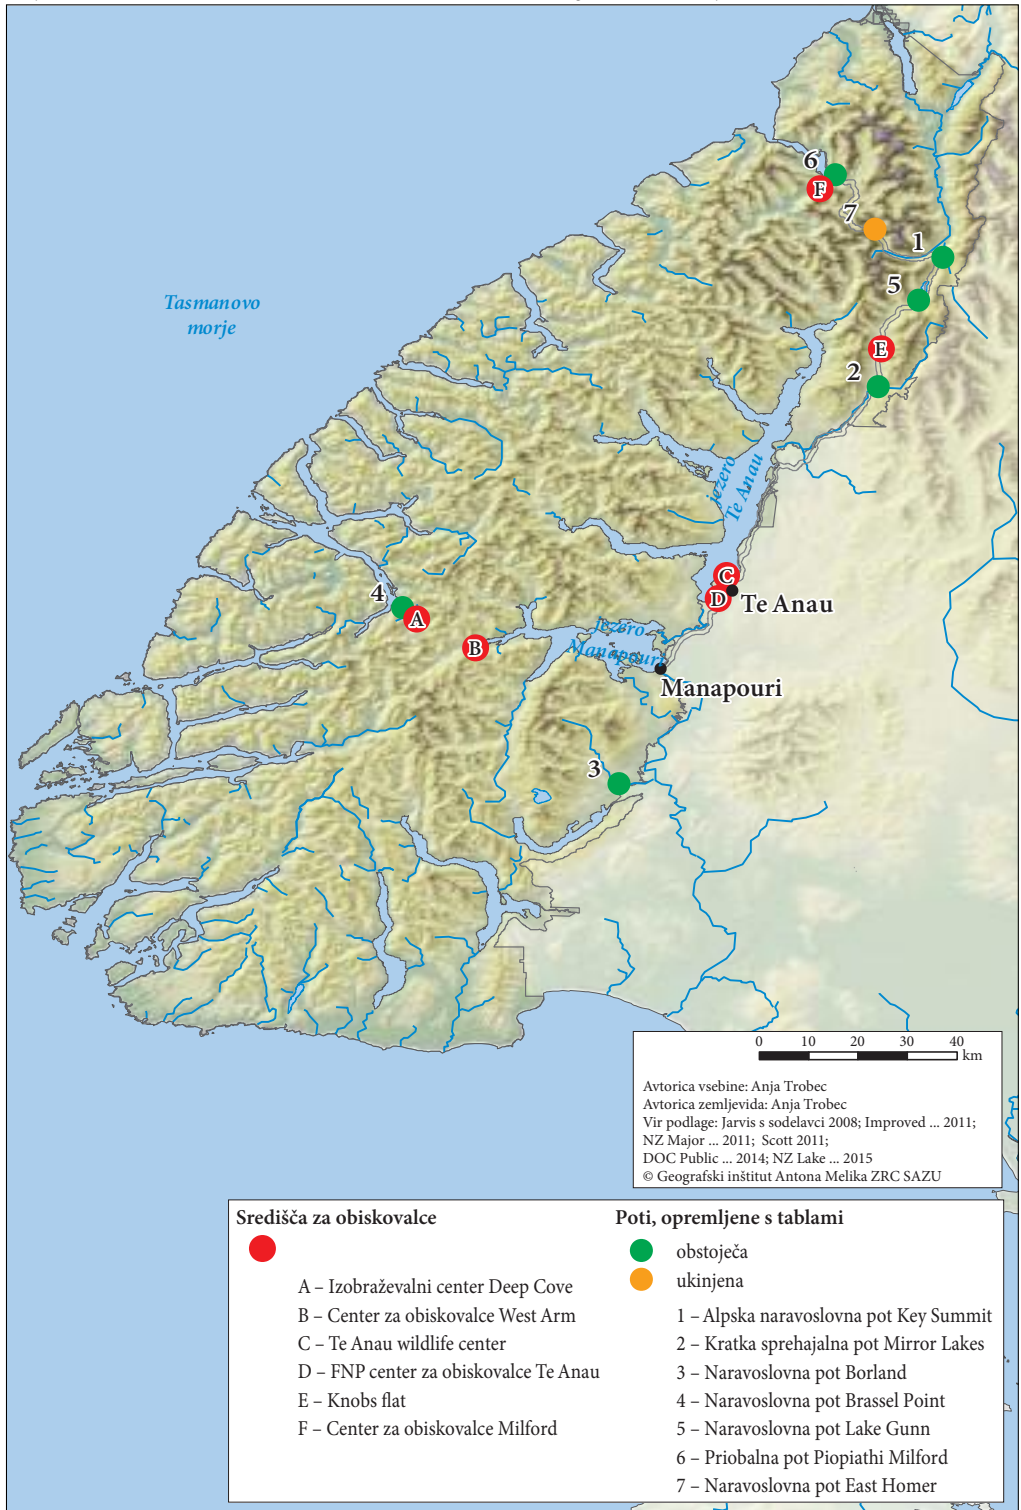 6
F
7
1
Tasmanovo
morje
5
E
2
jezero
Te Anau
C
4
D
Te Anau
A
jezero
B
Manapouri
Manapouri
3
0 10 20 30 40
km
Avtorica vsebine: Anja Trobec
Avtorica zemljevida: Anja Trobec
Vir podlage: Jarvis s sodelavci 2008; Improved ... 2011;
NZ Major ... 2011; Scott 2011;
DOC Public ... 2014; NZ Lake ... 2015
© Geografski inštitut Antona Melika ZRC SAZU
Središča za obiskovalce
A – Izobraževalni center Deep Cove
B – Center za obiskovalce West Arm
C – Te Anau wildlife center
D – FNP center za obiskovalce Te Anau
E – Knobs flat
F – Center za obiskovalce Milford
Poti, opremljene s tablami
obstoječa
ukinjena
1 – Alpska naravoslovna pot Key Summit
2 – Kratka sprehajalna pot Mirror Lakes
3 – Naravoslovna pot Borland
4 – Naravoslovna pot Brassel Point
5 – Naravoslovna pot Lake Gunn
6 – Priobalna pot Piopiathi Milford
7 – Naravoslovna pot East Homer